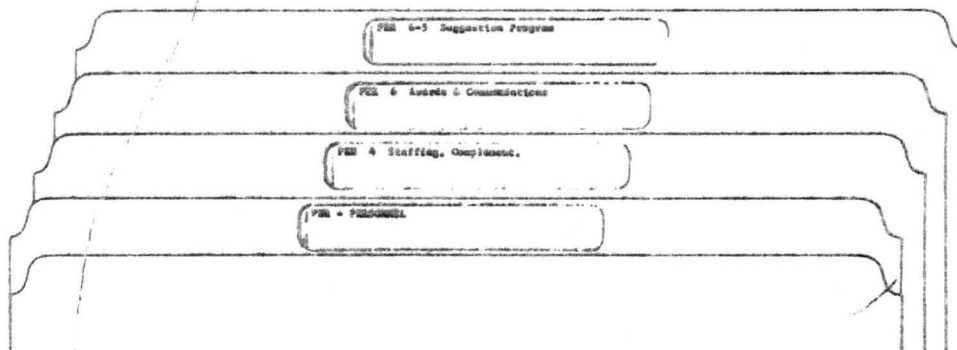 PER 6-5 Suggestion Program
PER 6 Awards & Commendations
PER 4 Staffing, Complement.
PER - PERSONNEL